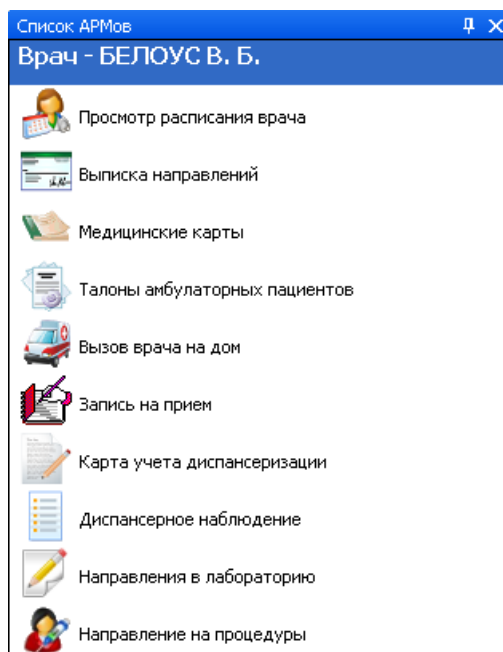 Список АРМов
Врач - БЕЛОУС В. Б.
Просмотр расписания врача
Выписка направлений
Медицинские карты
Талоны амбулаторных пациентов
Вызов врача на дом
Запись на прием
Карта учета диспансеризации
Диспансерное наблюдение
Направления в лабораторию
Направление на процедуры